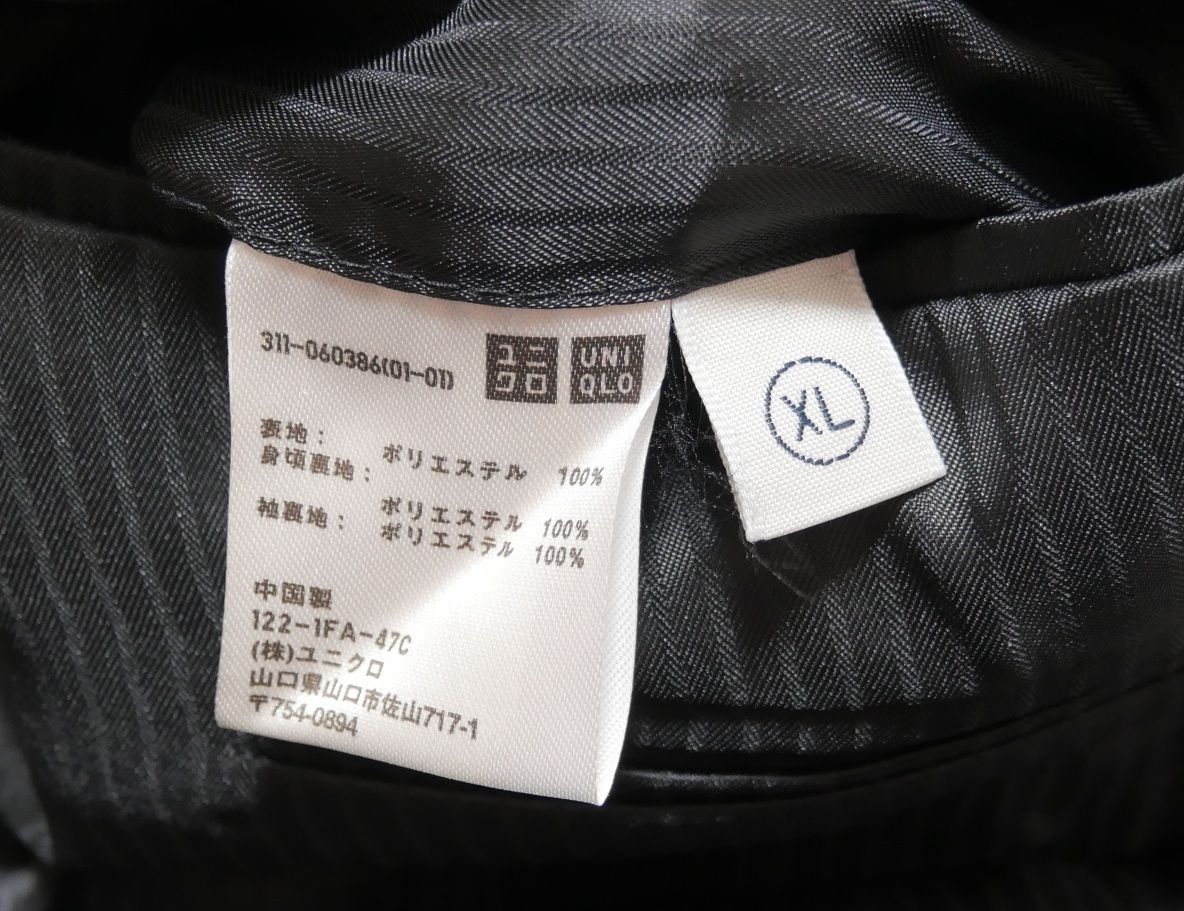 311-060386(01-01)
ユニ
クロ
UNI
QLO
表地：
身頃裏地：
ポリエステル 100%
袖裏地：
ポリエステル 100%
ポリエステル 100%
中国製
122-1FA-47C
(株)ユニクロ
山口県山口市佐山717-1
〒754-0894
XL